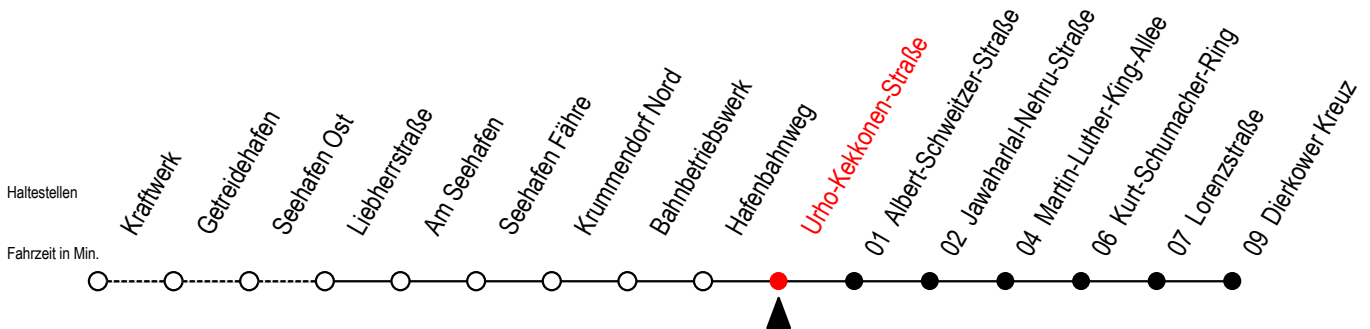 Haltestellen
Fahrzeit in Min.
Kraftwerk
Getreidehafen
Seehafen Ost
Liebherrstraße
Am Seehafen
Seehafen Fähre
Krummendorf Nord
Bahnbetriebswerk
Hafenbahnweg
Urho-Kekkonen-Straße
01 Albert-Schweitzer-Straße
02 Jawaharlal-Nehru-Straße
04 Martin-Luther-King-Allee
06 Kurt-Schumacher-Ring
07 Lorenzstraße
09 Dierkower Kreuz